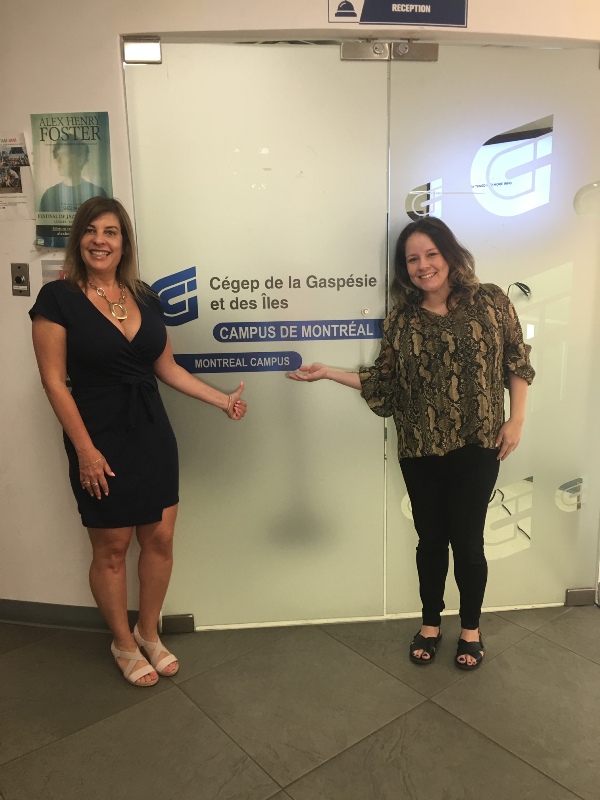 RECEPTION
ALEX HENRY
FOSTER
Cégep de la Gaspésie
et des Îles
CAMPUS DE MONTRÉAL
MONTREAL CAMPUS